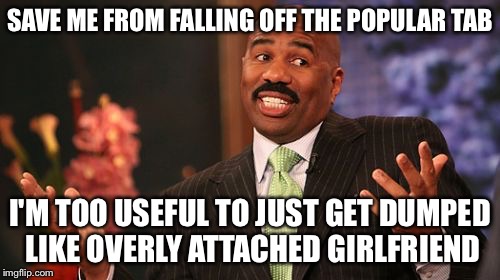 SAVE ME FROM FALLING OFF THE POPULAR TAB
I'M TOO USEFUL TO JUST GET DUMPED
LIKE OVERLY ATTACHED GIRLFRIEND
imgflip.com